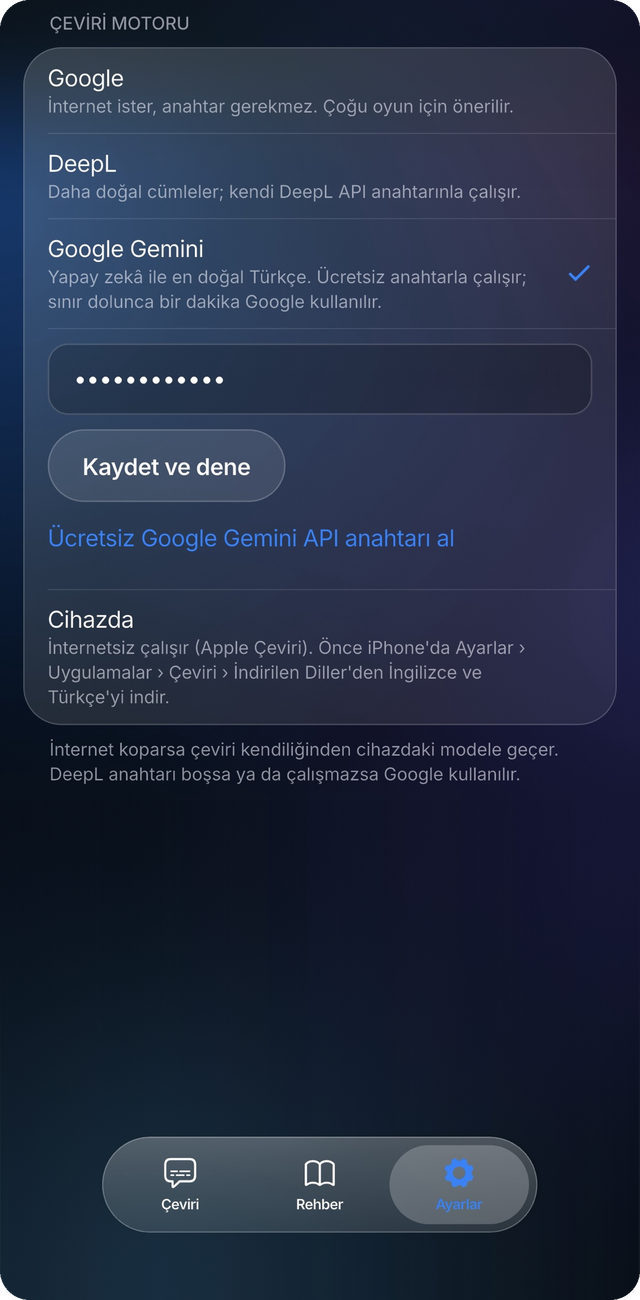 ÇEVİRİ MOTORU
Google
İnternet ister, anahtar gerekmez. Çoğu oyun için önerilir.
DeepL
Daha doğal cümleler; kendi DeepL API anahtarınla çalışır.
Google Gemini
Yapay zekâ ile en doğal Türkçe. Ücretsiz anahtarla çalışır;
sınır dolunca bir dakika Google kullanılır.
••••••••••••
Kaydet ve dene
Ücretsiz Google Gemini API anahtarı al
Cihazda
İnternetsiz çalışır (Apple Çeviri). Önce iPhone'da Ayarlar ›
Uygulamalar › Çeviri › İndirilen Diller'den İngilizce ve
Türkçe'yi indir.
İnternet koparsa çeviri kendiliğinden cihazdaki modele geçer.
DeepL anahtarı boşsa ya da çalışmazsa Google kullanılır.
Çeviri
Rehber
Ayarlar